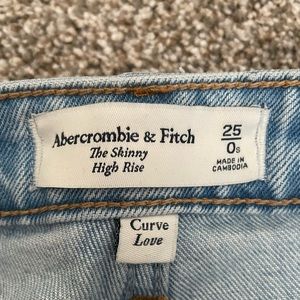 Abercrombie & Fitch
The Skinny
High Rise
25
0s
MADE IN
CAMBODIA
Curve
Love